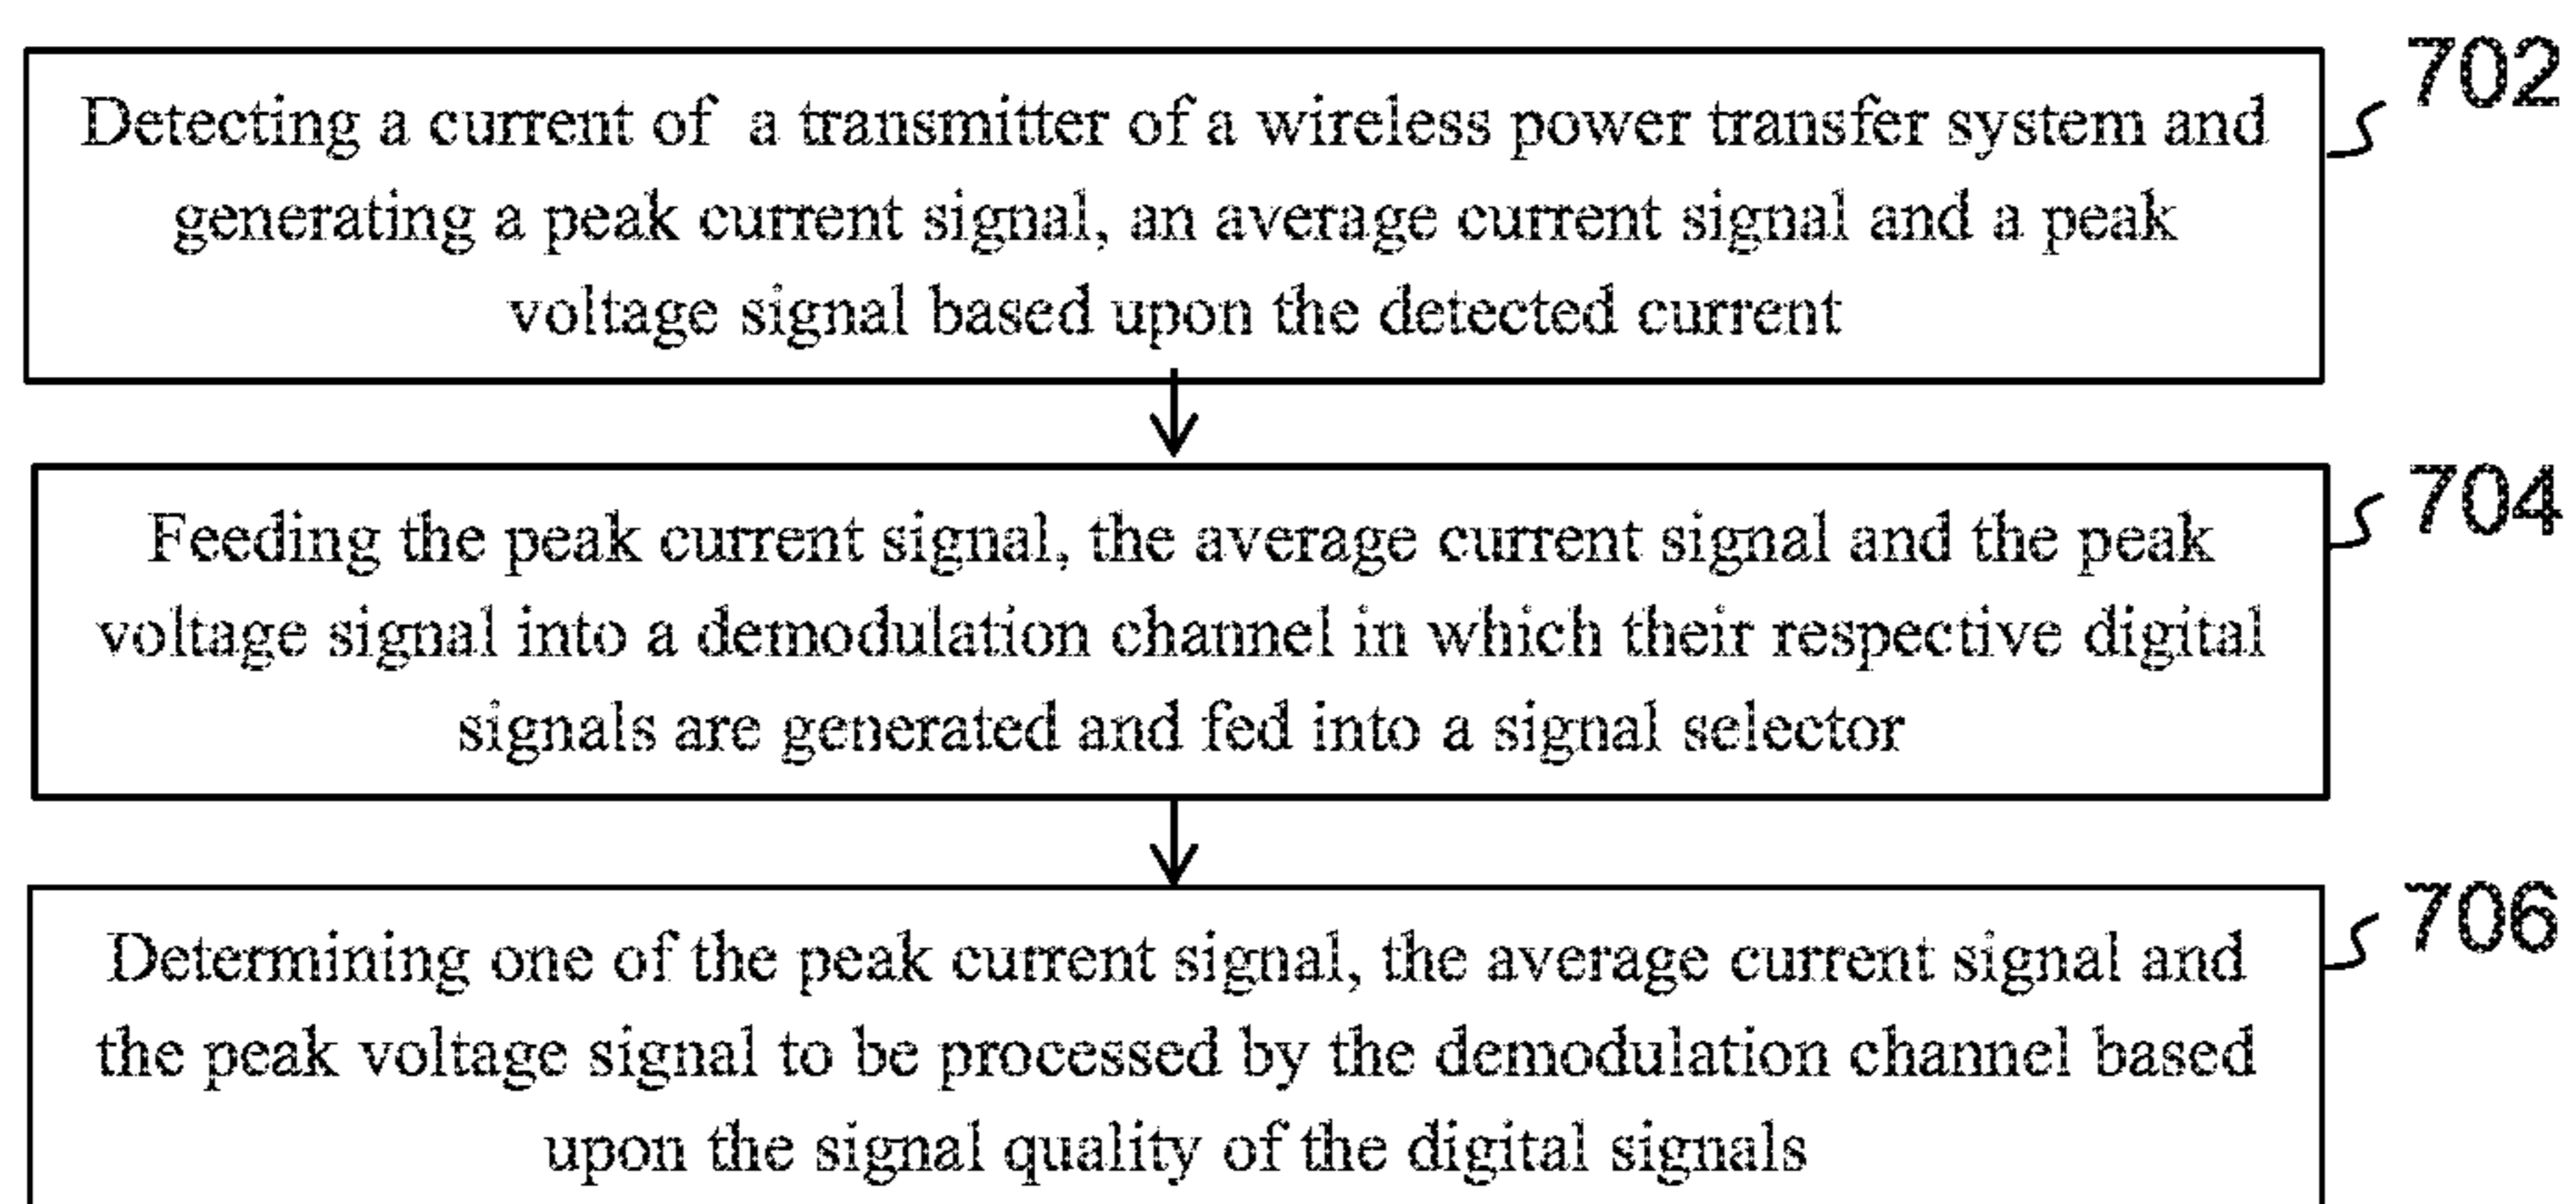 702
Detecting a current of a transmitter of a wireless power transfer system and
generating a peak current signal, an average current signal and a peak
voltage signal based upon the detected current
704
Feeding the peak current signal, the average current signal and the peak
voltage signal into a demodulation channel in which their respective digital
signals are generated and fed into a signal selector
706
Determining one of the peak current signal, the average current signal and
the peak voltage signal to be processed by the demodulation channel based
upon the signal quality of the digital signals